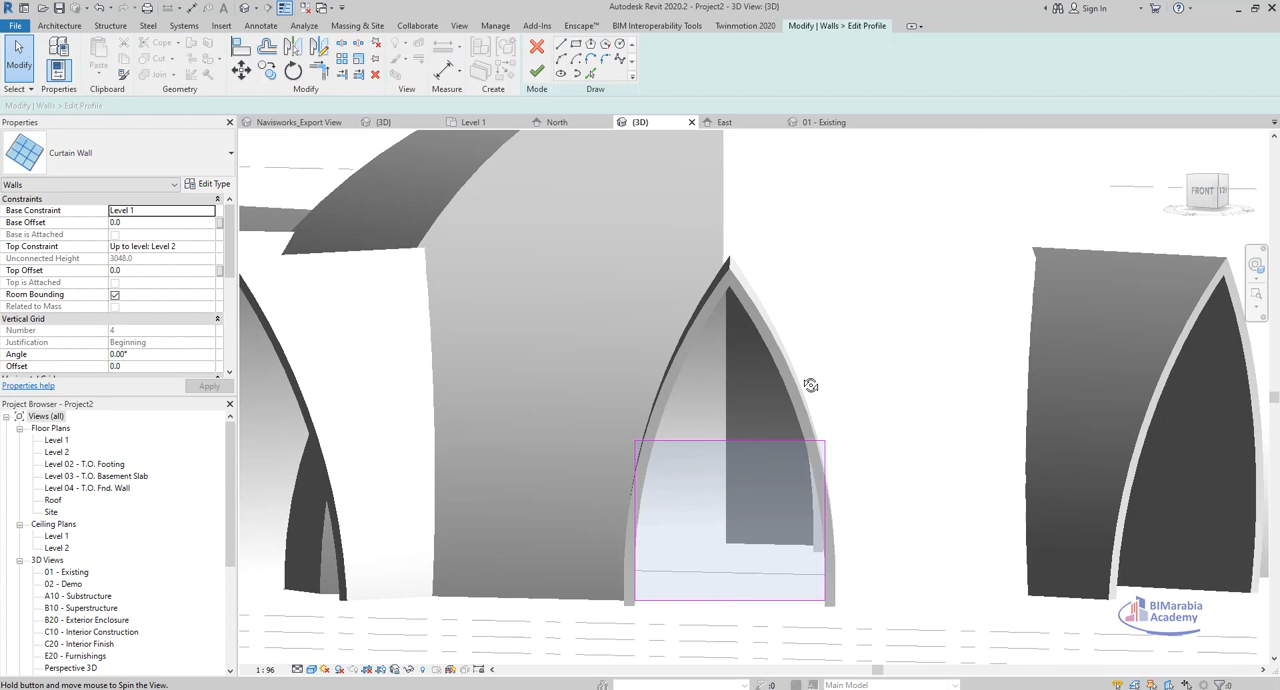 Autodesk Revit 2020.2 - Project2 - 3D View: {3D}
Sign In
File Architecture Structure Steel Systems Insert Annotate Analyze Massing & Site Collaborate View Manage Add-Ins Enscape™ BIM Interoperability Tools Twinmotion 2020 Modify | Walls > Edit Profile
Modify
Paste
Cope
Cut
Join
Select Properties Clipboard Geometry Modify View Measure Create Mode Draw
Modify | Walls > Edit Profile
Properties
Navisworks_Export View {3D} Level 1 North {3D} East 01 - Existing
Curtain Wall
Walls
Edit Type
Constraints
Base Constraint Level 1
Base Offset 0.0
Base is Attached
Top Constraint Up to level: Level 2
Unconnected Height 3048.0
Top Offset 0.0
Top is Attached
Room Bounding
Related to Mass
Vertical Grid
Number 4
Justification Beginning
Angle 0.00°
Offset 0.0
Properties help
Apply
Project Browser - Project2
Views (all)
Floor Plans
Level 1
Level 2
Level 02 - T.O. Footing
Level 03 - T.O. Basement Slab
Level 04 - T.O. Fnd. Wall
Roof
Site
Ceiling Plans
Level 1
Level 2
3D Views
01 - Existing
02 - Demo
A10 - Substructure
B10 - Superstructure
B20 - Exterior Enclosure
C10 - Interior Construction
C20 - Interior Finish
E20 - Furnishings
Perspective 3D
FRONT
BIMarabia
Academy
1 : 96
Hold button and move mouse to Spin the View.
:0
Main Model
:0